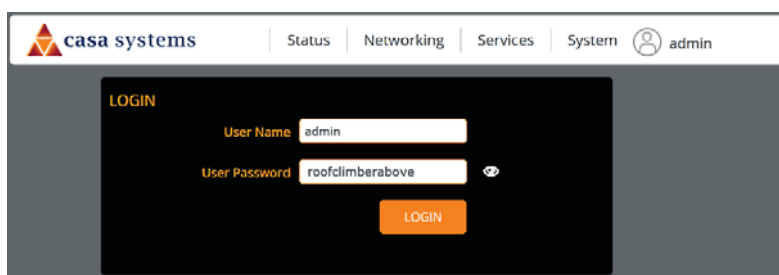 casa systems Status Networking Services System admin
LOGIN
User Name admin
User Password roofclimberabove
LOGIN